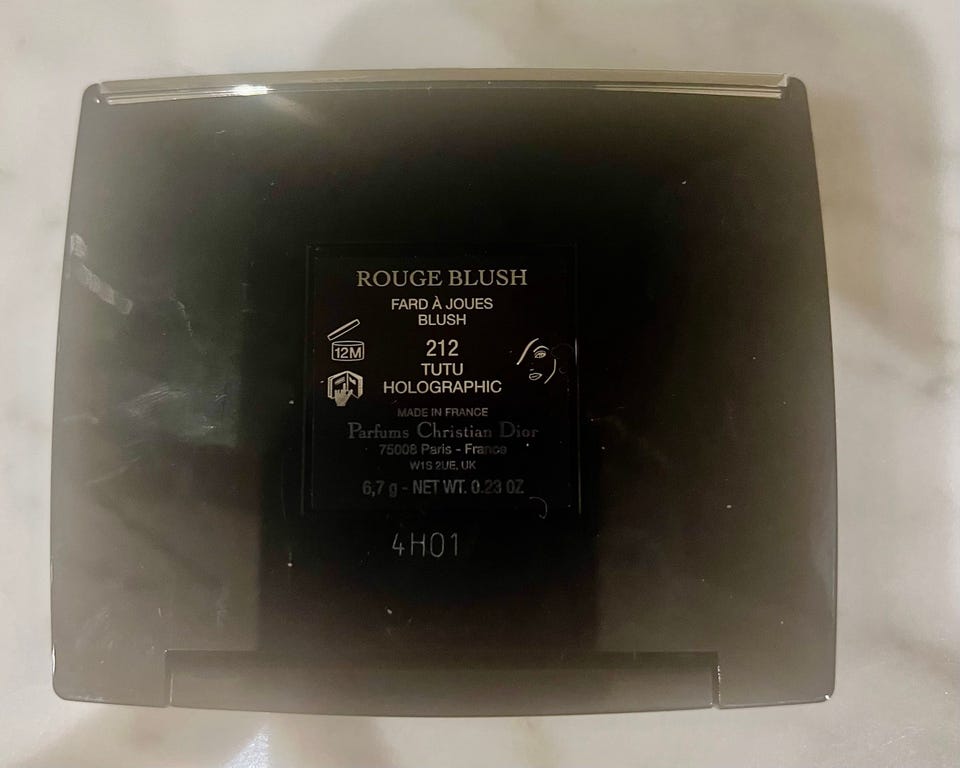 ROUGE BLUSH
FARD À JOUES
BLUSH
12M
212
TUTU
HOLOGRAPHIC
MADE IN FRANCE
Parfums Christian Dior
75008 Paris - France
W1S 2UE, UK
6,7 g - NET WT. 0.23 OZ
4H01